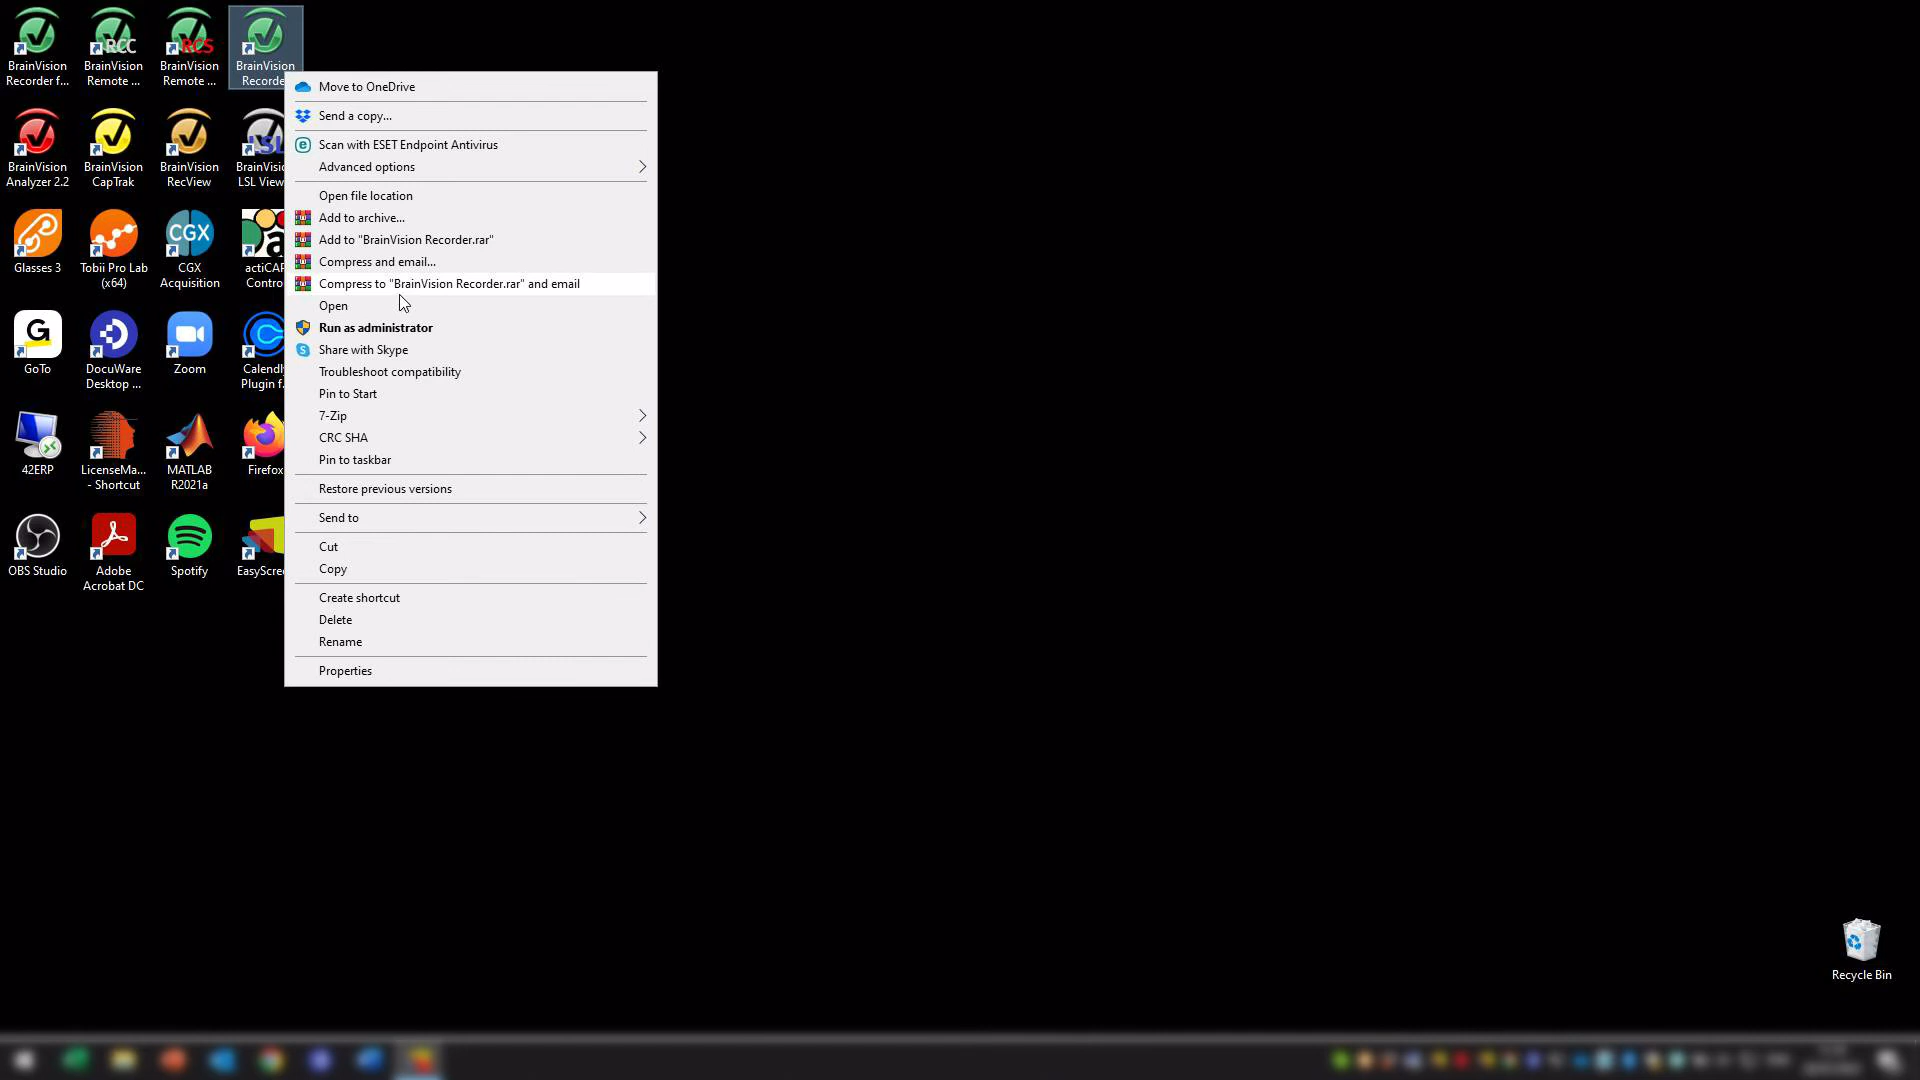 BrainVision
Recorder f...
BrainVision
Remote ...
RCC
BrainVision
Remote ...
RCS
BrainVision
Recorde
BrainVision
Analyzer 2.2
BrainVision
CapTrak
BrainVision
RecView
LSL
BrainVisi
LSL View
Glasses 3
Tobii Pro Lab
(x64)
CGX
CGX
Acquisition
a
actiCAP
Contro
G
GoTo
DocuWare
Desktop ...
Zoom
Calendl
Plugin f.
42ERP
LicenseMa...
- Shortcut
MATLAB
R2021a
Firefox
OBS Studio
Adobe
Acrobat DC
Spotify
EasyScre
Move to OneDrive
Send a copy...
e
Scan with ESET Endpoint Antivirus
Advanced options
Open file location
Add to archive...
Add to "BrainVision Recorder.rar"
Compress and email...
Compress to "BrainVision Recorder.rar" and email
Open
Run as administrator
S
Share with Skype
Troubleshoot compatibility
Pin to Start
7-Zip
CRC SHA
Pin to taskbar
Restore previous versions
Send to
Cut
Copy
Create shortcut
Delete
Rename
Properties
Recycle Bin